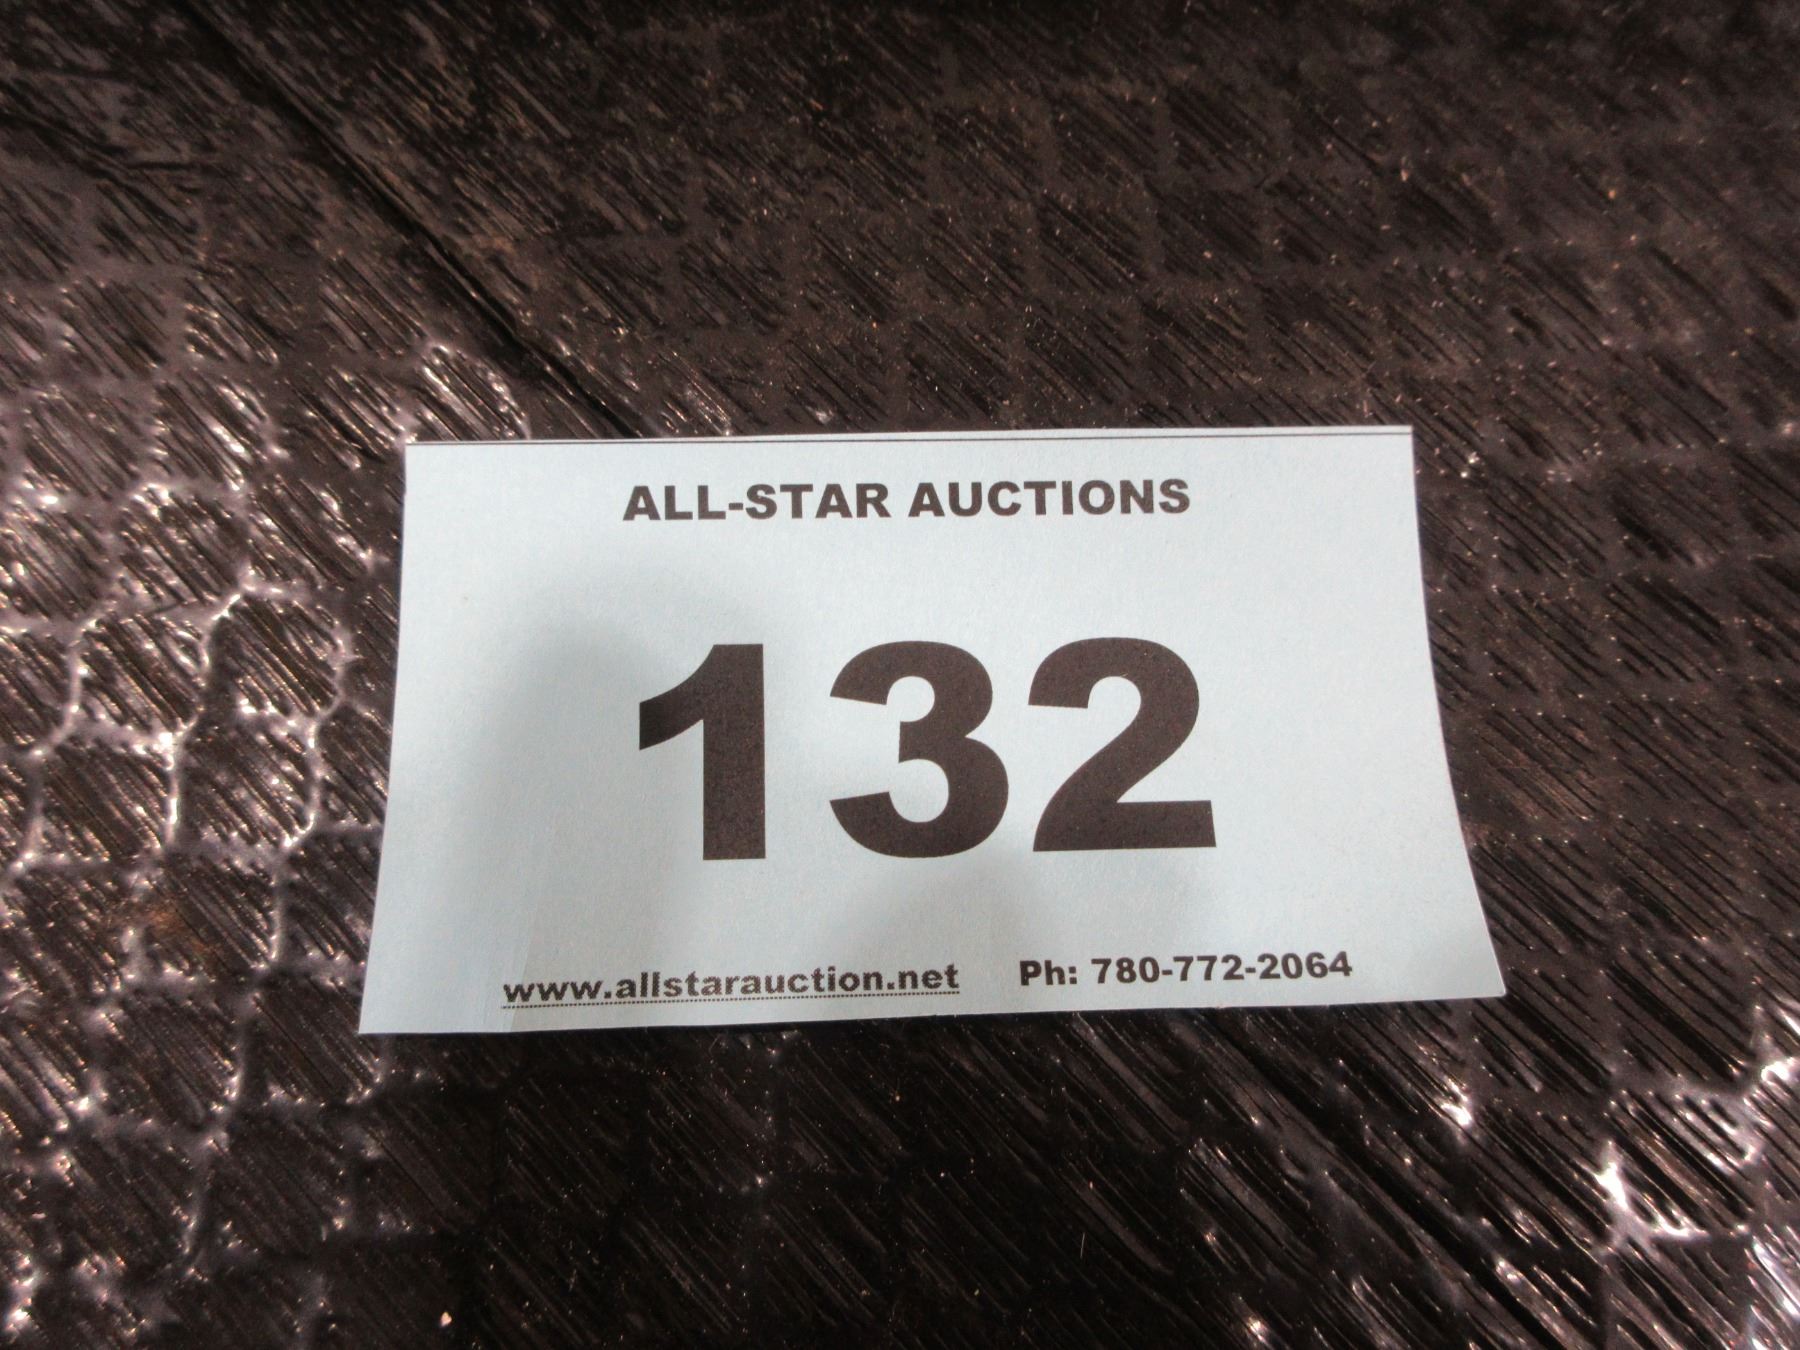 ALL-STAR AUCTIONS
132
www.allstarauction.net Ph: 780-772-2064